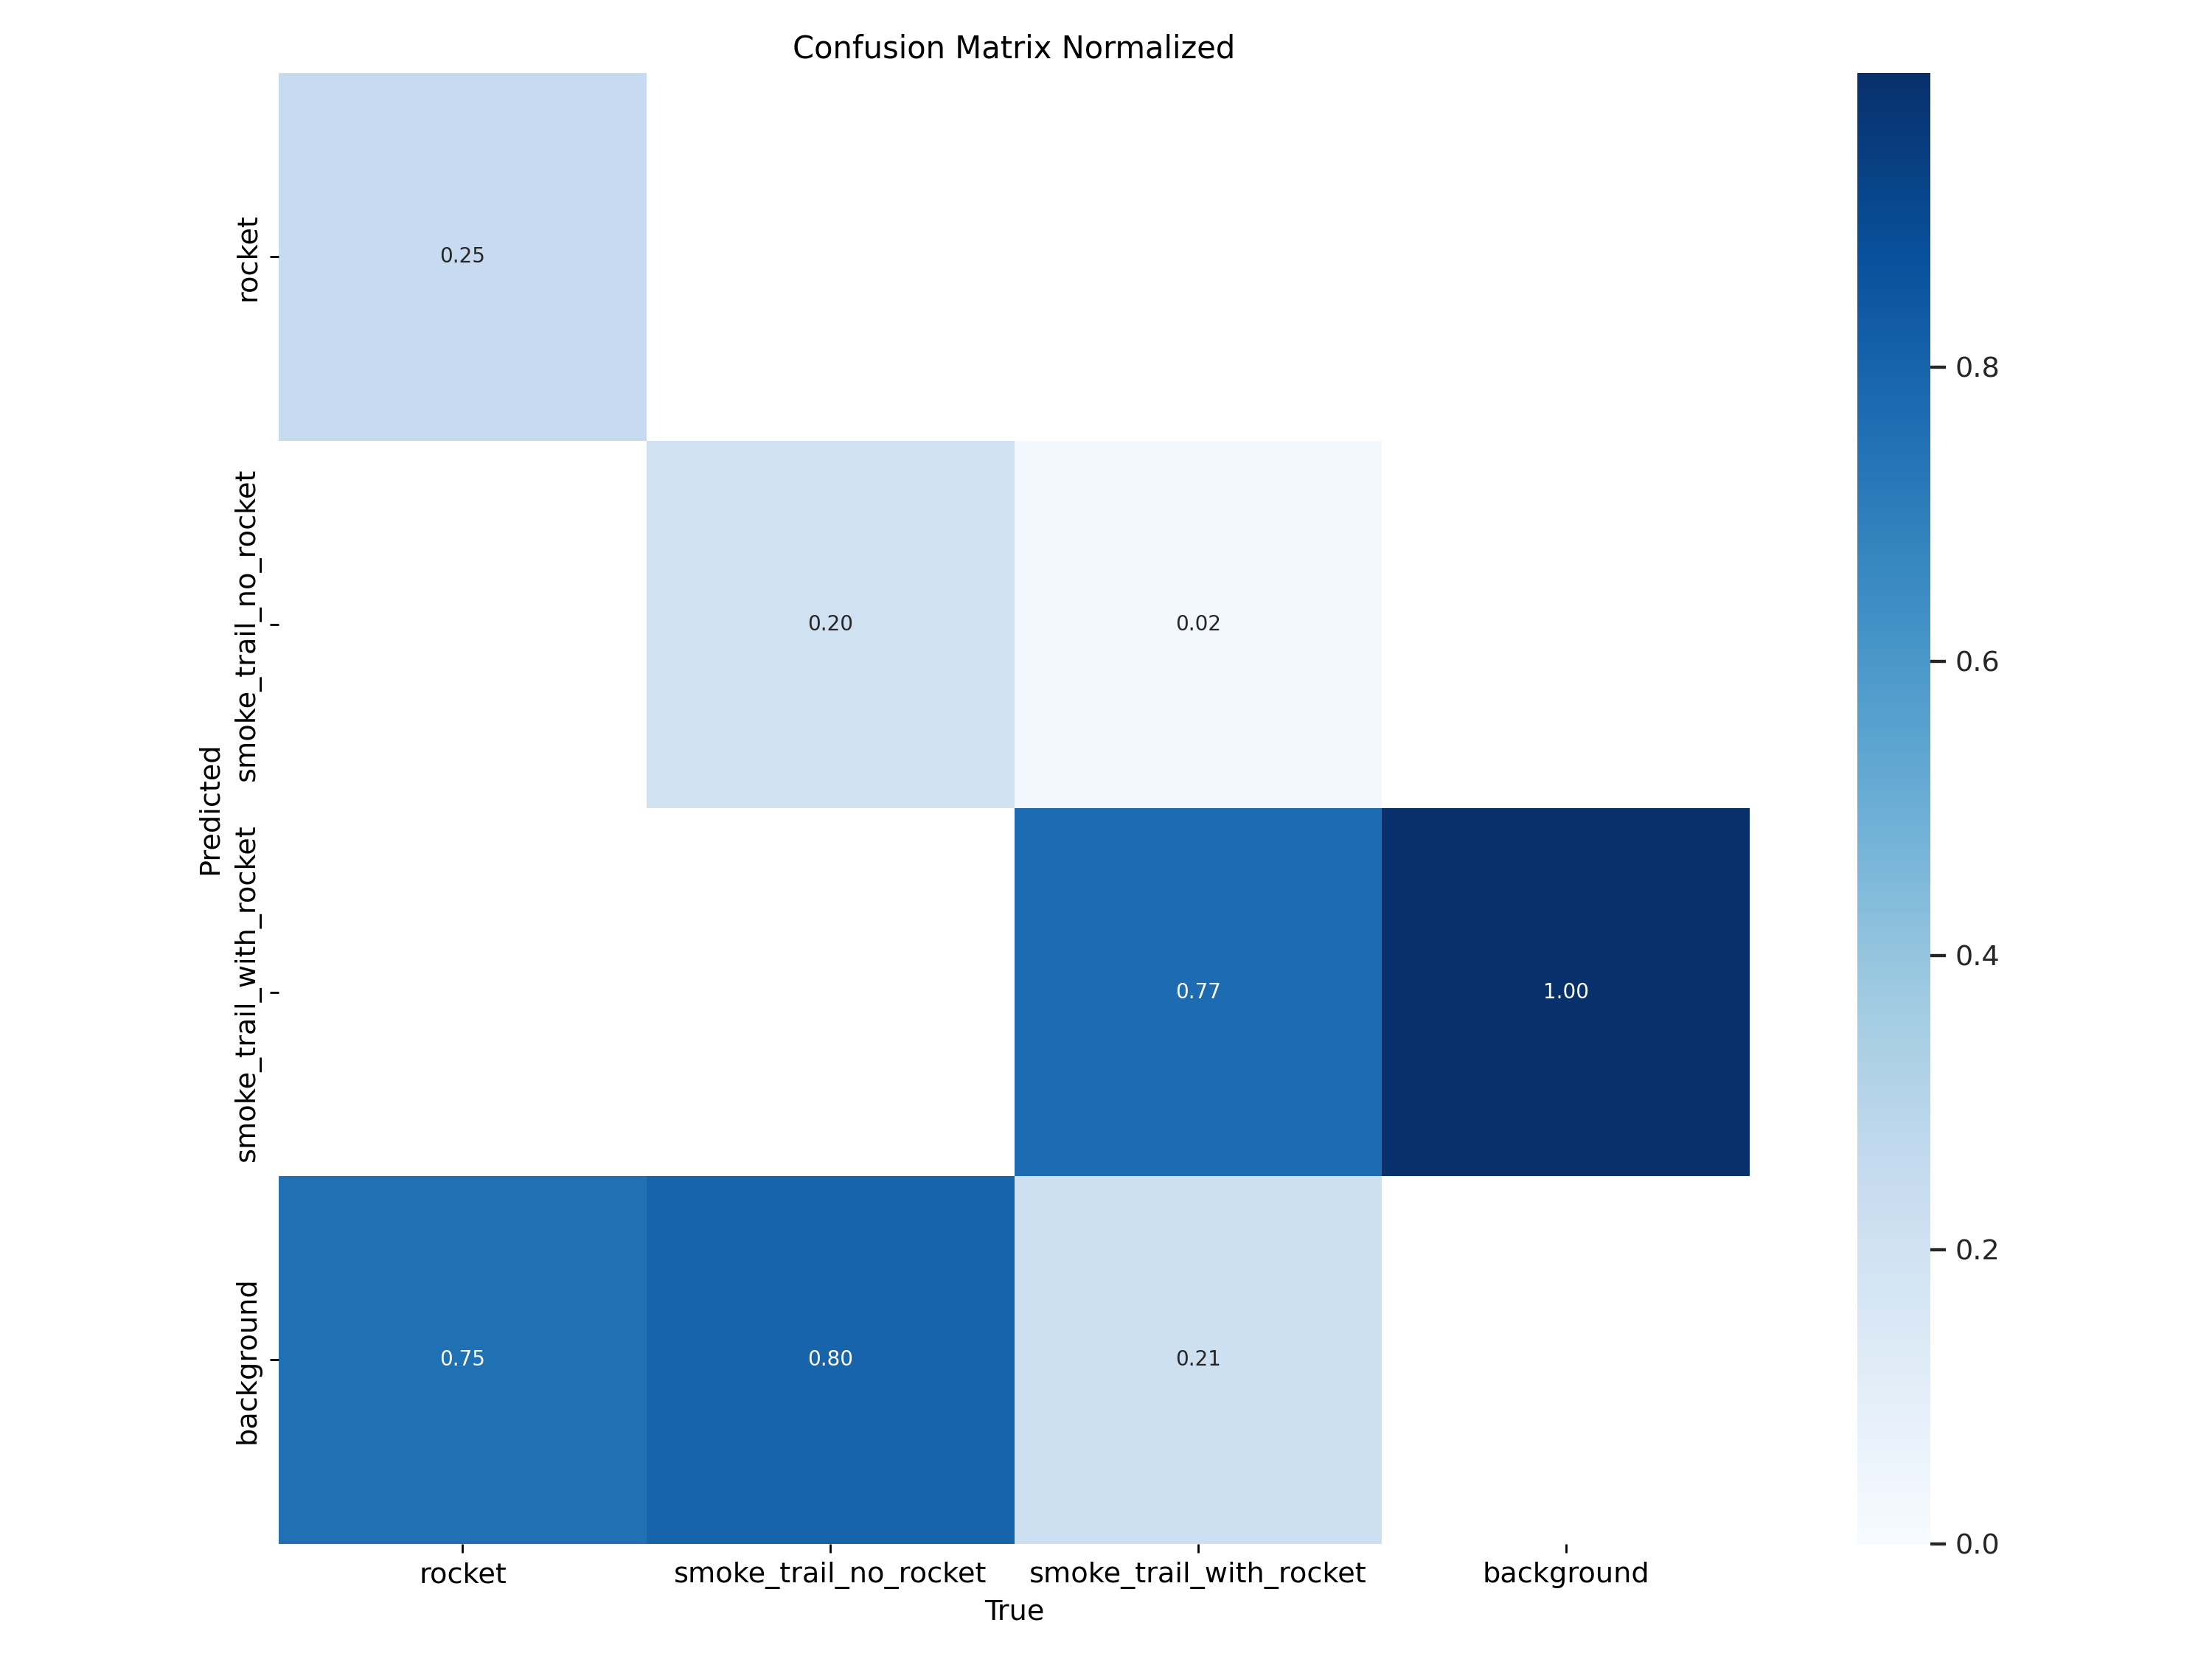 Confusion Matrix Normalized
rocket
smoke_trail_no_rocket
smoke_trail_with_rocket
background
Predicted
0.25
0.20
0.02
0.77
1.00
0.75
0.80
0.21
rocket
smoke_trail_no_rocket
smoke_trail_with_rocket
background
True
0.8
0.6
0.4
0.2
0.0